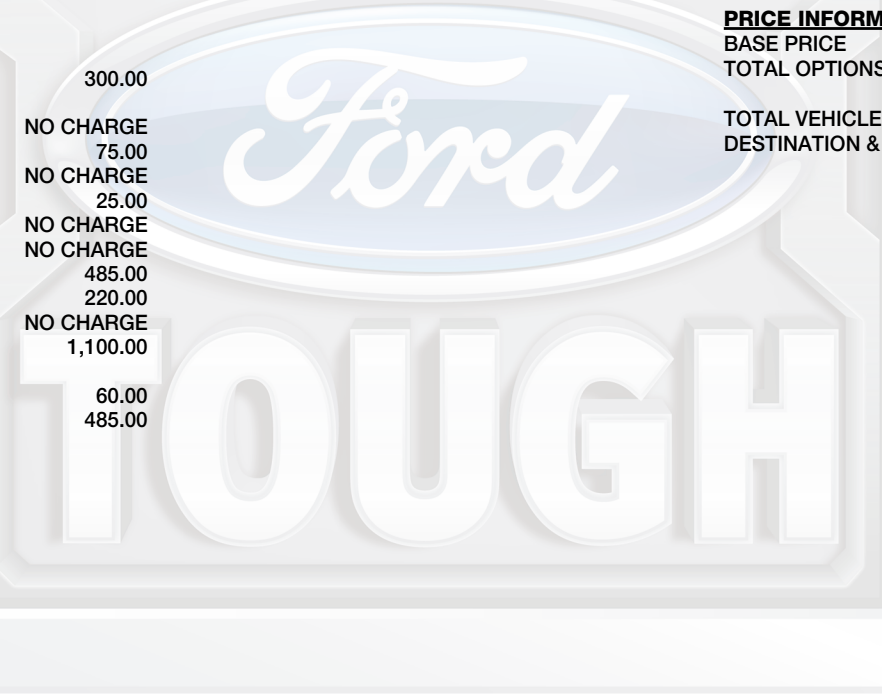 300.00
NO CHARGE
75.00
NO CHARGE
25.00
NO CHARGE
NO CHARGE
485.00
220.00
NO CHARGE
1,100.00
60.00
485.00
PRICE INFORM
BASE PRICE
TOTAL OPTIONS
TOTAL VEHICLE
DESTINATION &
Ford
TOUGH